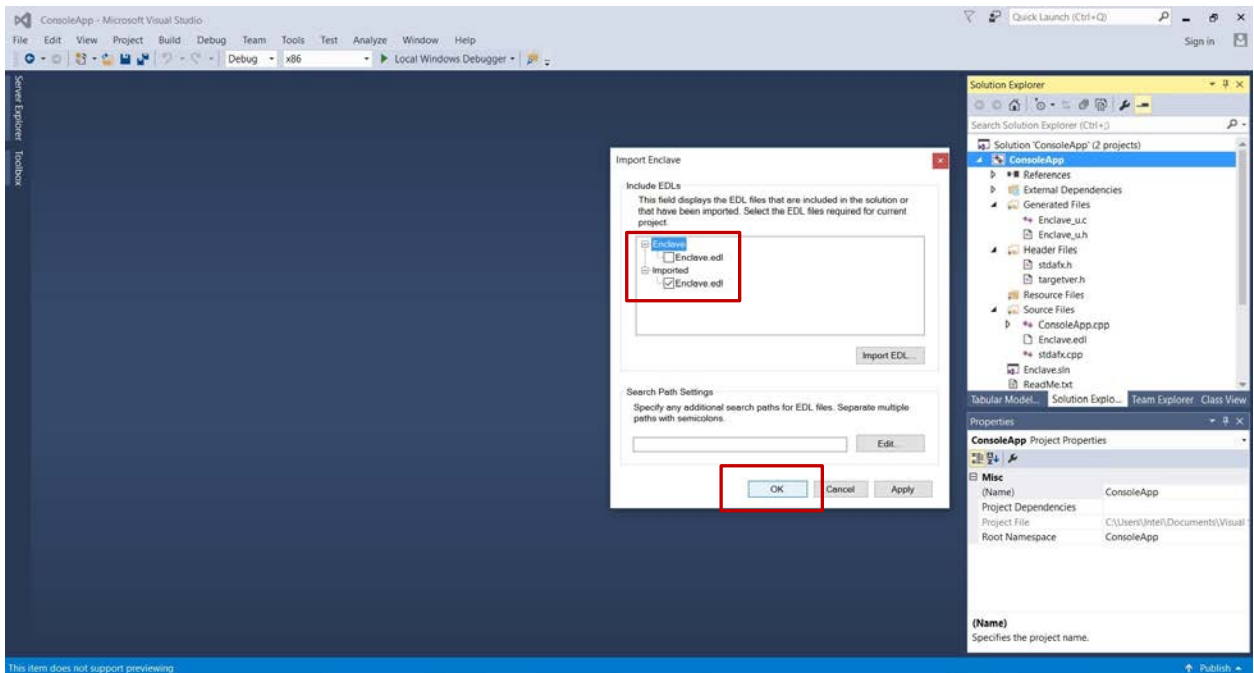 ConsoleApp - Microsoft Visual Studio
Quick Launch (Ctrl+Q)
File Edit View Project Build Debug Team Tools Test Analyze Window Help
Sign in
Debug x86 Local Windows Debugger
Server Explorer
Toolbox
Import Enclave
Include EDLs
This field displays the EDL files that are included in the solution or
that have been imported. Select the EDL files required for current
project.
Enclave
Enclave.edl
Imported
Enclave.edl
Import EDL...
Search Path Settings
Specify any additional search paths for EDL files. Separate multiple
paths with semicolons.
Edit...
OK Cancel Apply
Solution Explorer
Search Solution Explorer (Ctrl+;)
Solution 'ConsoleApp' (2 projects)
ConsoleApp
References
External Dependencies
Generated Files
Enclave_u.c
Enclave_u.h
Header Files
stdafx.h
targetver.h
Resource Files
Source Files
ConsoleApp.cpp
Enclave.edl
stdafx.cpp
Enclave.sln
ReadMe.txt
Tabular Model... Solution Explo... Team Explorer Class View
Properties
ConsoleApp Project Properties
Misc
(Name) ConsoleApp
Project Dependencies
Project File C:\Users\Intel\Documents\Visual
Root Namespace ConsoleApp
(Name)
Specifies the project name.
This item does not support previewing
Publish